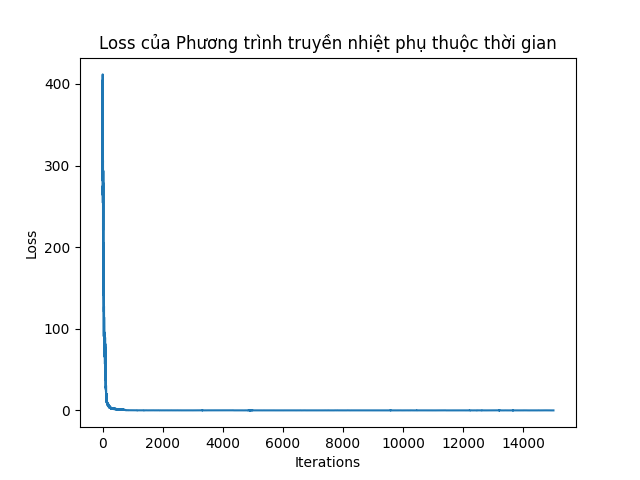 Loss của Phương trình truyền nhiệt phụ thuộc thời gian
400
300
200
100
0
Loss
0 2000 4000 6000 8000 10000 12000 14000
Iterations